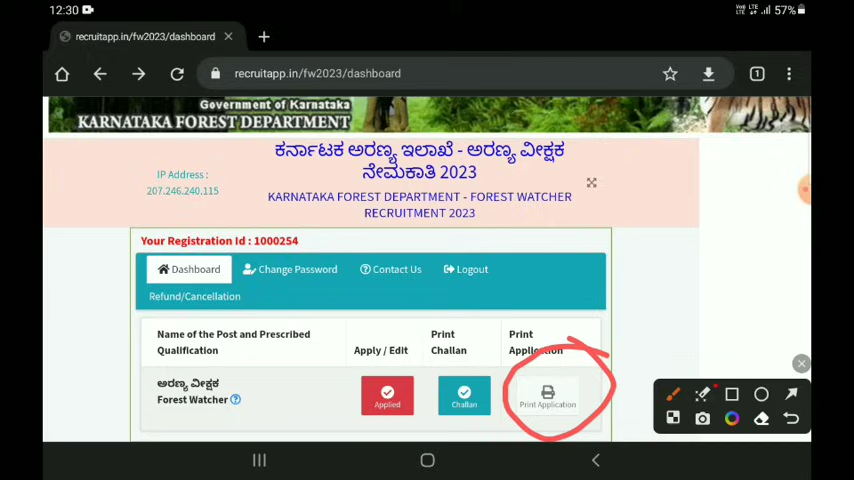 12:30
Vo) LTE 57%
recruitapp.in/fw2023/dashboard
recruitapp.in/fw2023/dashboard 1
Government of Karnataka
KARNATAKA FOREST DEPARTMENT
ಕರ್ನಾಟಕ ಅರಣ್ಯ ಇಲಾಖೆ - ಅರಣ್ಯ ವೀಕ್ಷಕ
ನೇಮಕಾತಿ 2023
IP Address :
207.246.240.115
KARNATAKA FOREST DEPARTMENT - FOREST WATCHER
RECRUITMENT 2023
Your Registration Id : 1000254
Dashboard Change Password Contact Us Logout
Refund/Cancellation
Name of the Post and Prescribed
Qualification
Apply / Edit
Print
Challan
Print
Application
ಅರಣ್ಯ ವೀಕ್ಷಕ
Forest Watcher
Applied
Challan
Print Application